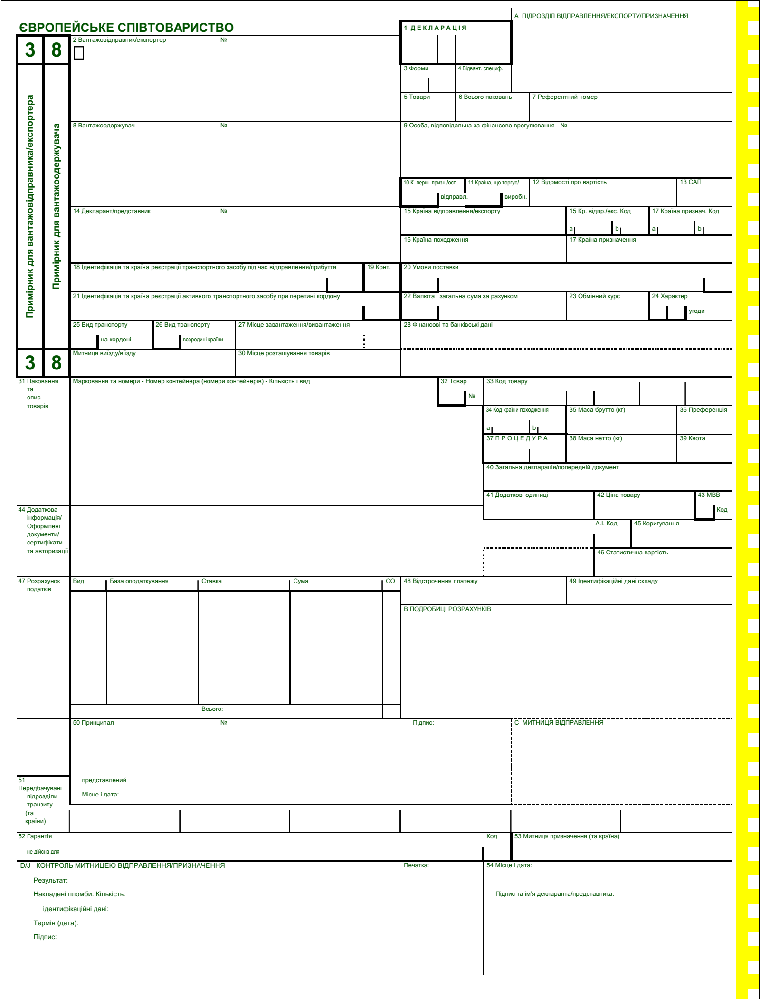 A ПІДРОЗДІЛ ВІДПРАВЛЕННЯ/ЕКСПОРТУ/ПРИЗНАЧЕННЯ
ЄВРОПЕЙСЬКЕ СПІВТОВАРИСТВО
1 ДЕКЛАРАЦІЯ
3 8
2 Вантажовідправник/експортер №
3 Форми
4 Відвант. специф.
5 Товари
6 Всього паковань
7 Референтний номер
Примірник для вантажовідправника/експортера
Примірник для вантажоодержувача
8 Вантажоодержувач №
9 Особа, відповідальна за фінансове врегулювання №
10 К. перш. призн./ост.
відправл.
11 Країна, що торгує/
виробн.
12 Відомості про вартість
13 САП
14 Декларант/представник №
15 Країна відправлення/експорту
15 Кр. відпр./екс. Код
a b
17 Країна признач. Код
a b
16 Країна походження
17 Країна призначення
18 Ідентифікація та країна реєстрації транспортного засобу під час відправлення/прибуття
19 Конт.
20 Умови поставки
21 Ідентифікація та країна реєстрації активного транспортного засобу при перетині кордону
22 Валюта і загальна сума за рахунком
23 Обмінний курс
24 Характер
угоди
25 Вид транспорту
на кордоні
26 Вид транспорту
всередині країни
27 Місце завантаження/вивантаження
28 Фінансові та банківські дані
3 8
Митниця виїзду/в'їзду
30 Місце розташування товарів
31 Паковання
та
опис
товарів
Марковання та номери - Номер контейнера (номери контейнерів) - Кількість і вид
32 Товар
№
33 Код товару
34 Код країни походження
a b
35 Маса брутто (кг)
36 Преференція
37 ПРОЦЕДУРА
38 Маса нетто (кг)
39 Квота
40 Загальна декларація/попередній документ
41 Додаткові одиниці
42 Ціна товару
43 МВВ
Код
44 Додаткова
інформація/
Оформлені
документи/
сертифікати
та авторизації
А.І. Код
45 Коригування
46 Статистична вартість
47 Розрахунок
податків
Вид База оподаткування Ставка Сума СО
48 Відстрочення платежу
49 Ідентифікаційні дані складу
B ПОДРОБИЦІ РОЗРАХУНКІВ
Всього:
50 Принципал № Підпис:
C МИТНИЦЯ ВІДПРАВЛЕННЯ
представлений
Місце і дата:
51
Передбачувані
підрозділи
транзиту
(та
країни)
52 Гарантія
не дійсна для
Код
53 Митниця призначення (та країна)
D/J КОНТРОЛЬ МИТНИЦЕЮ ВІДПРАВЛЕННЯ/ПРИЗНАЧЕННЯ
Печатка:
54 Місце і дата:
Результат:
Накладені пломби: Кількість:
Підпис та ім’я декларанта/представника:
ідентифікаційні дані:
Термін (дата):
Підпис: